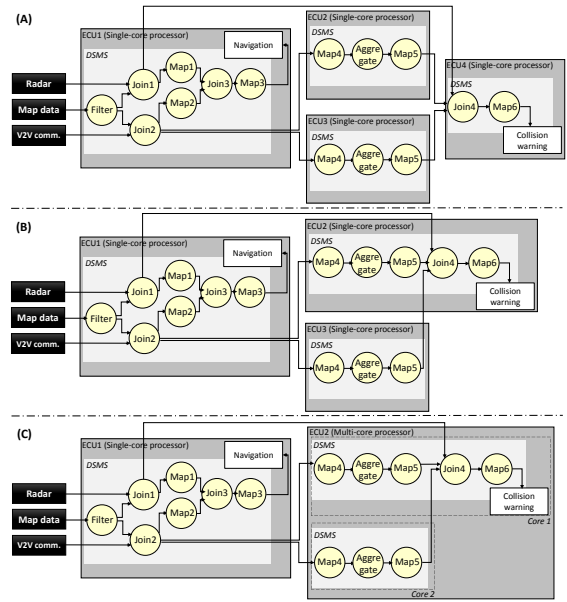 (A)
ECU1 (Single-core processor)
DSMS
Navigation
Radar
Map data
V2V comm.
Filter
Join1
Join2
Map1
Map2
Join3
Map3
ECU2 (Single-core processor)
DSMS
Map4
Aggre
gate
Map5
ECU3 (Single-core processor)
DSMS
Map4
Aggre
gate
Map5
ECU4 (Single-core processor)
DSMS
Join4
Map6
Collision
warning
(B)
ECU1 (Single-core processor)
DSMS
Navigation
Radar
Map data
V2V comm.
Filter
Join1
Join2
Map1
Map2
Join3
Map3
ECU2 (Single-core processor)
DSMS
Map4
Aggre
gate
Map5
Join4
Map6
Collision
warning
ECU3 (Single-core processor)
DSMS
Map4
Aggre
gate
Map5
(C)
ECU1 (Single-core processor)
DSMS
Navigation
Radar
Map data
V2V comm.
Filter
Join1
Join2
Map1
Map2
Join3
Map3
ECU2 (Multi-core processor)
DSMS
Map4
Aggre
gate
Map5
Join4
Map6
Collision
warning
Core 1
DSMS
Map4
Aggre
gate
Map5
Core 2